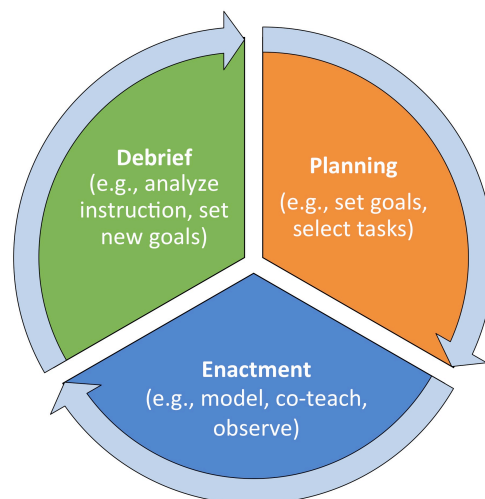 Debrief
(e.g., analyze
instruction, set
new goals)
Planning
(e.g., set goals,
select tasks)
Enactment
(e.g., model, co-teach,
observe)